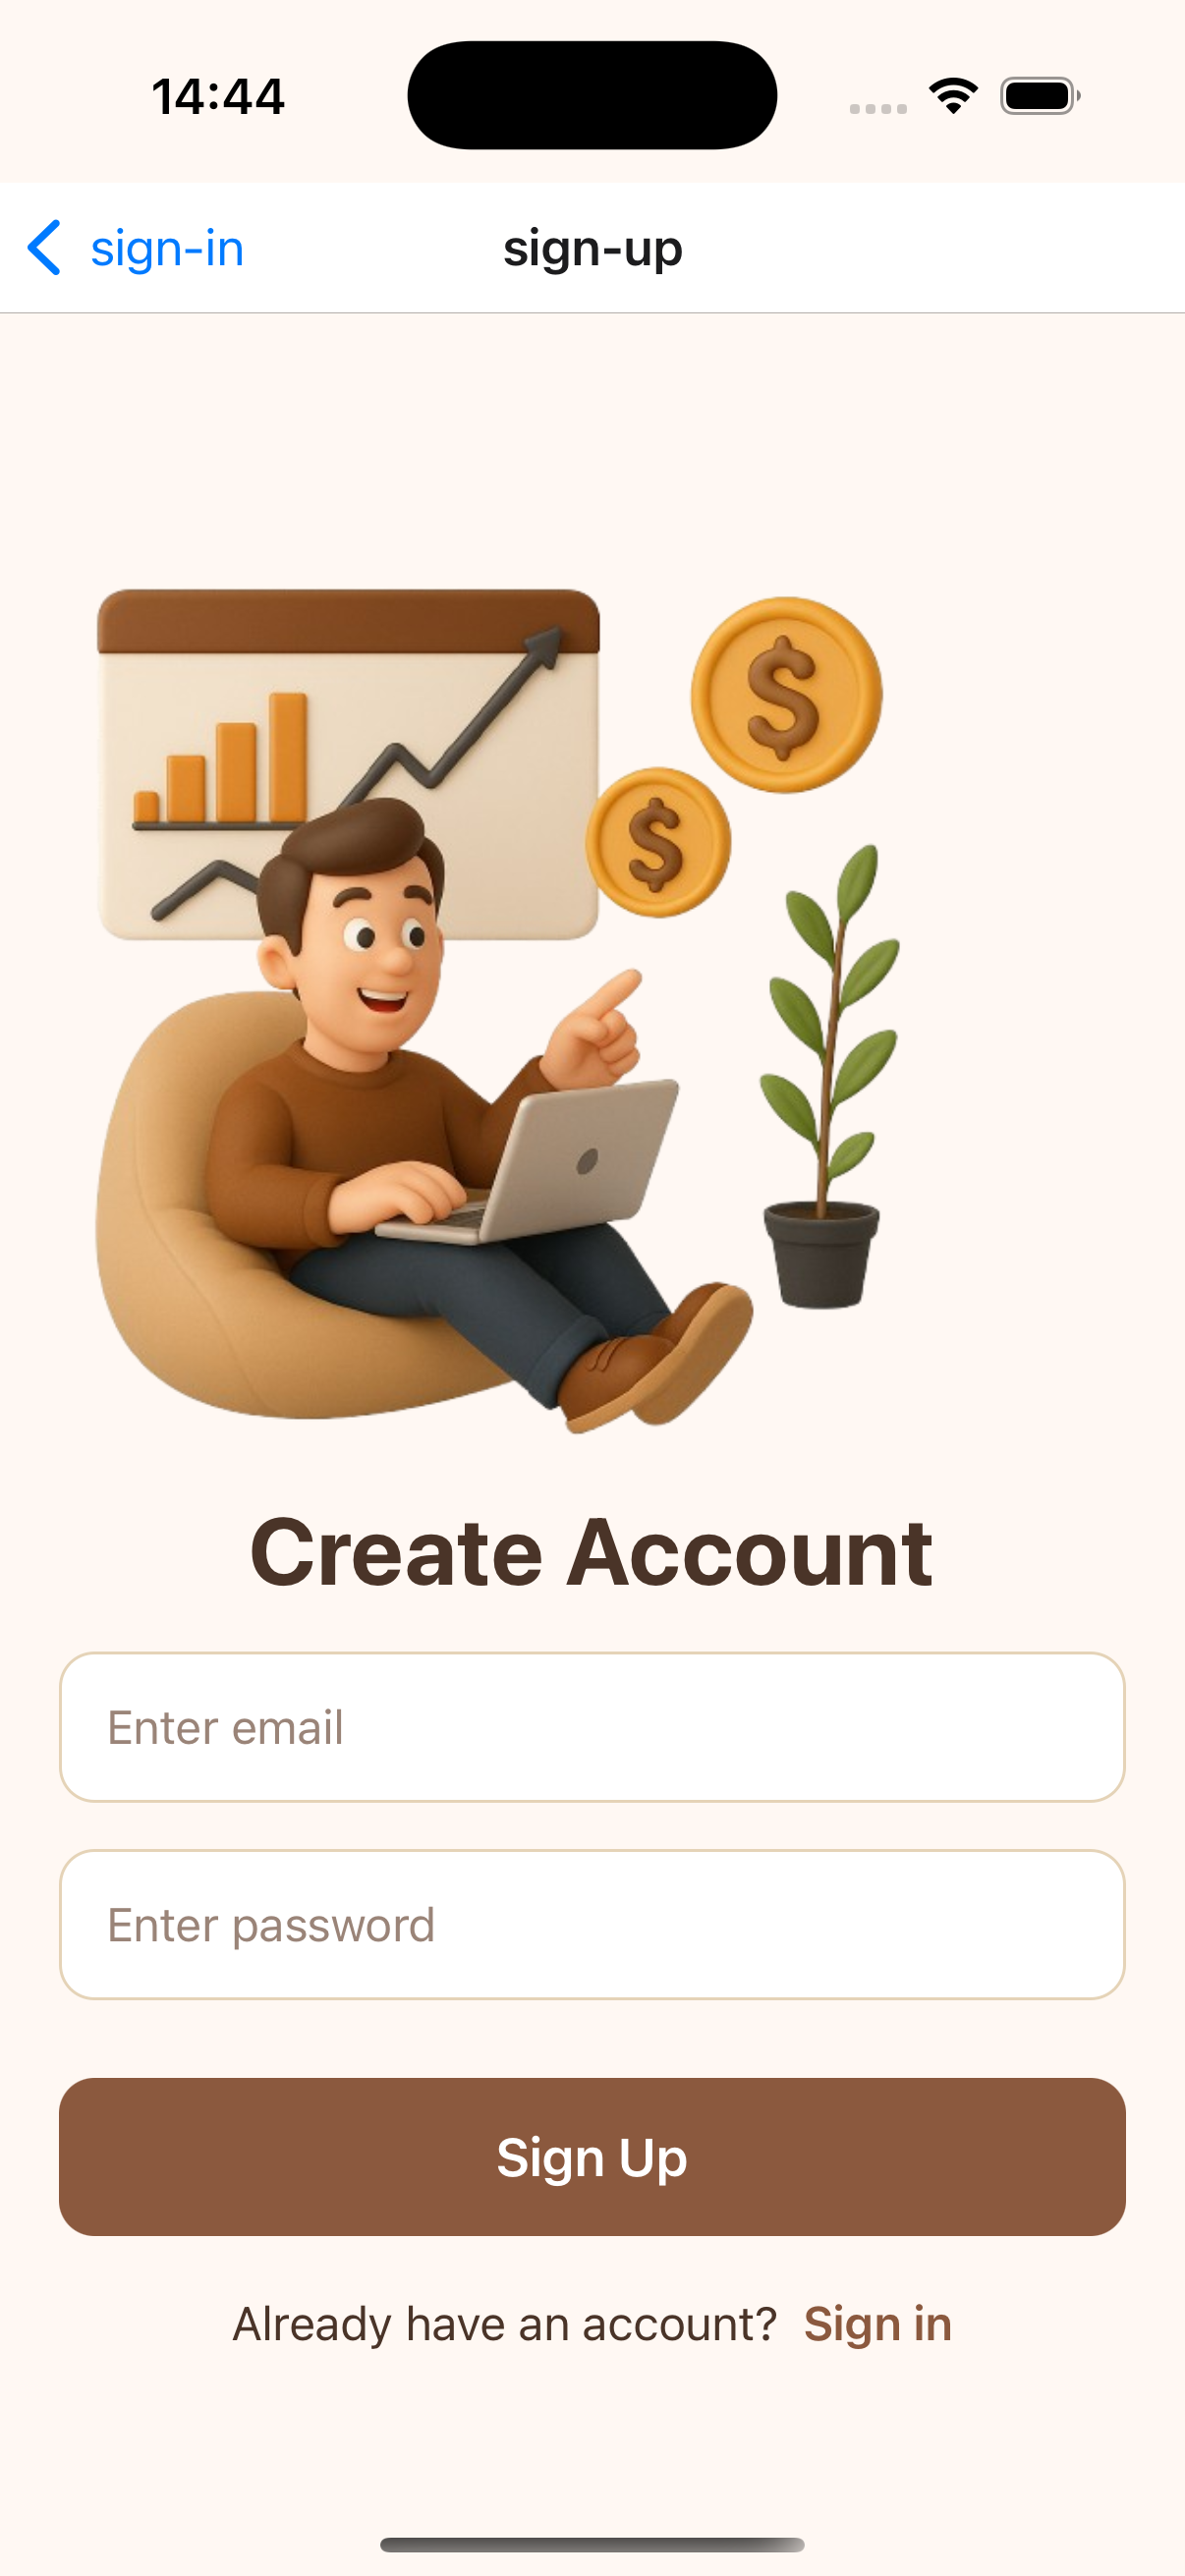 14:44
sign-in
sign-up
$
$
Create Account
Enter email
Enter password
Sign Up
Already have an account? Sign in